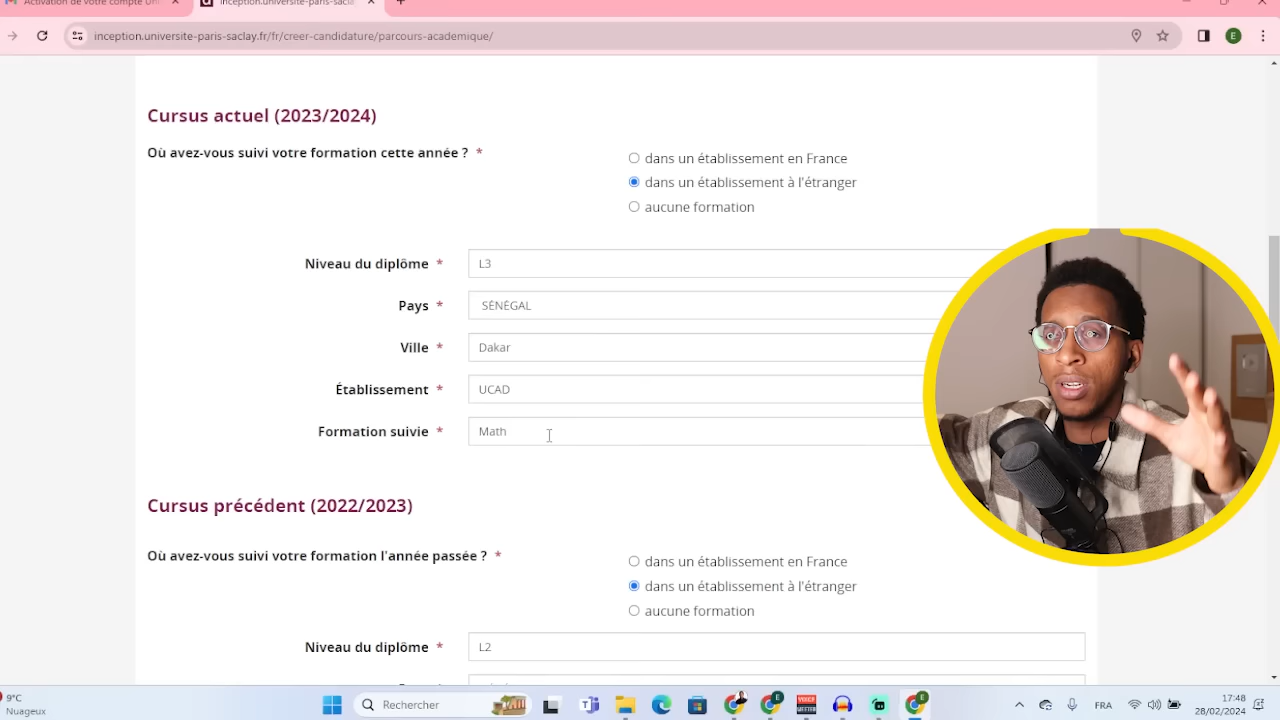 Activation de votre compte Un
inception.universite-paris-sacla
inception.universite-paris-saclay.fr/fr/creer-candidature/parcours-academique/
E
Cursus actuel (2023/2024)
Où avez-vous suivi votre formation cette année ? *
dans un établissement en France
dans un établissement à l'étranger
aucune formation
Niveau du diplôme * L3
Pays * SÉNÉGAL
Ville * Dakar
Établissement * UCAD
Formation suivie * Math
Cursus précédent (2022/2023)
Où avez-vous suivi votre formation l'année passée ? *
dans un établissement en France
dans un établissement à l'étranger
aucune formation
Niveau du diplôme * L2
9°C
Nuageux
Rechercher
FRA
17:48
28/02/2024